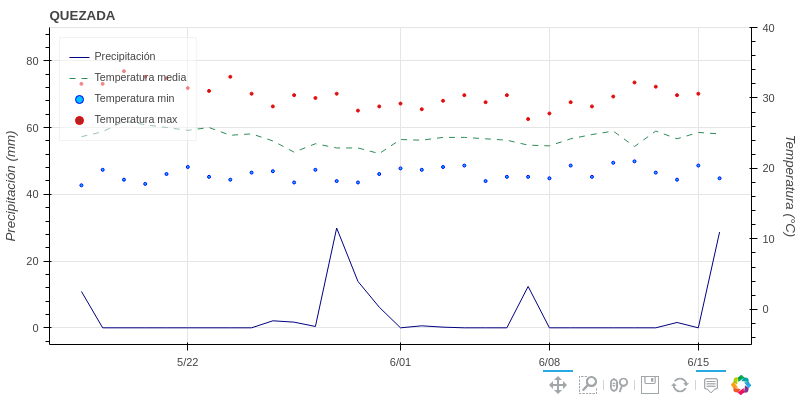 QUEZADA
Precipitación
Temperatura media
Temperatura min
Temperatura max
Precipitación (mm)
80
60
40
20
0
Temperatura (°C)
40
30
20
10
0
5/22
6/01
6/08
6/15